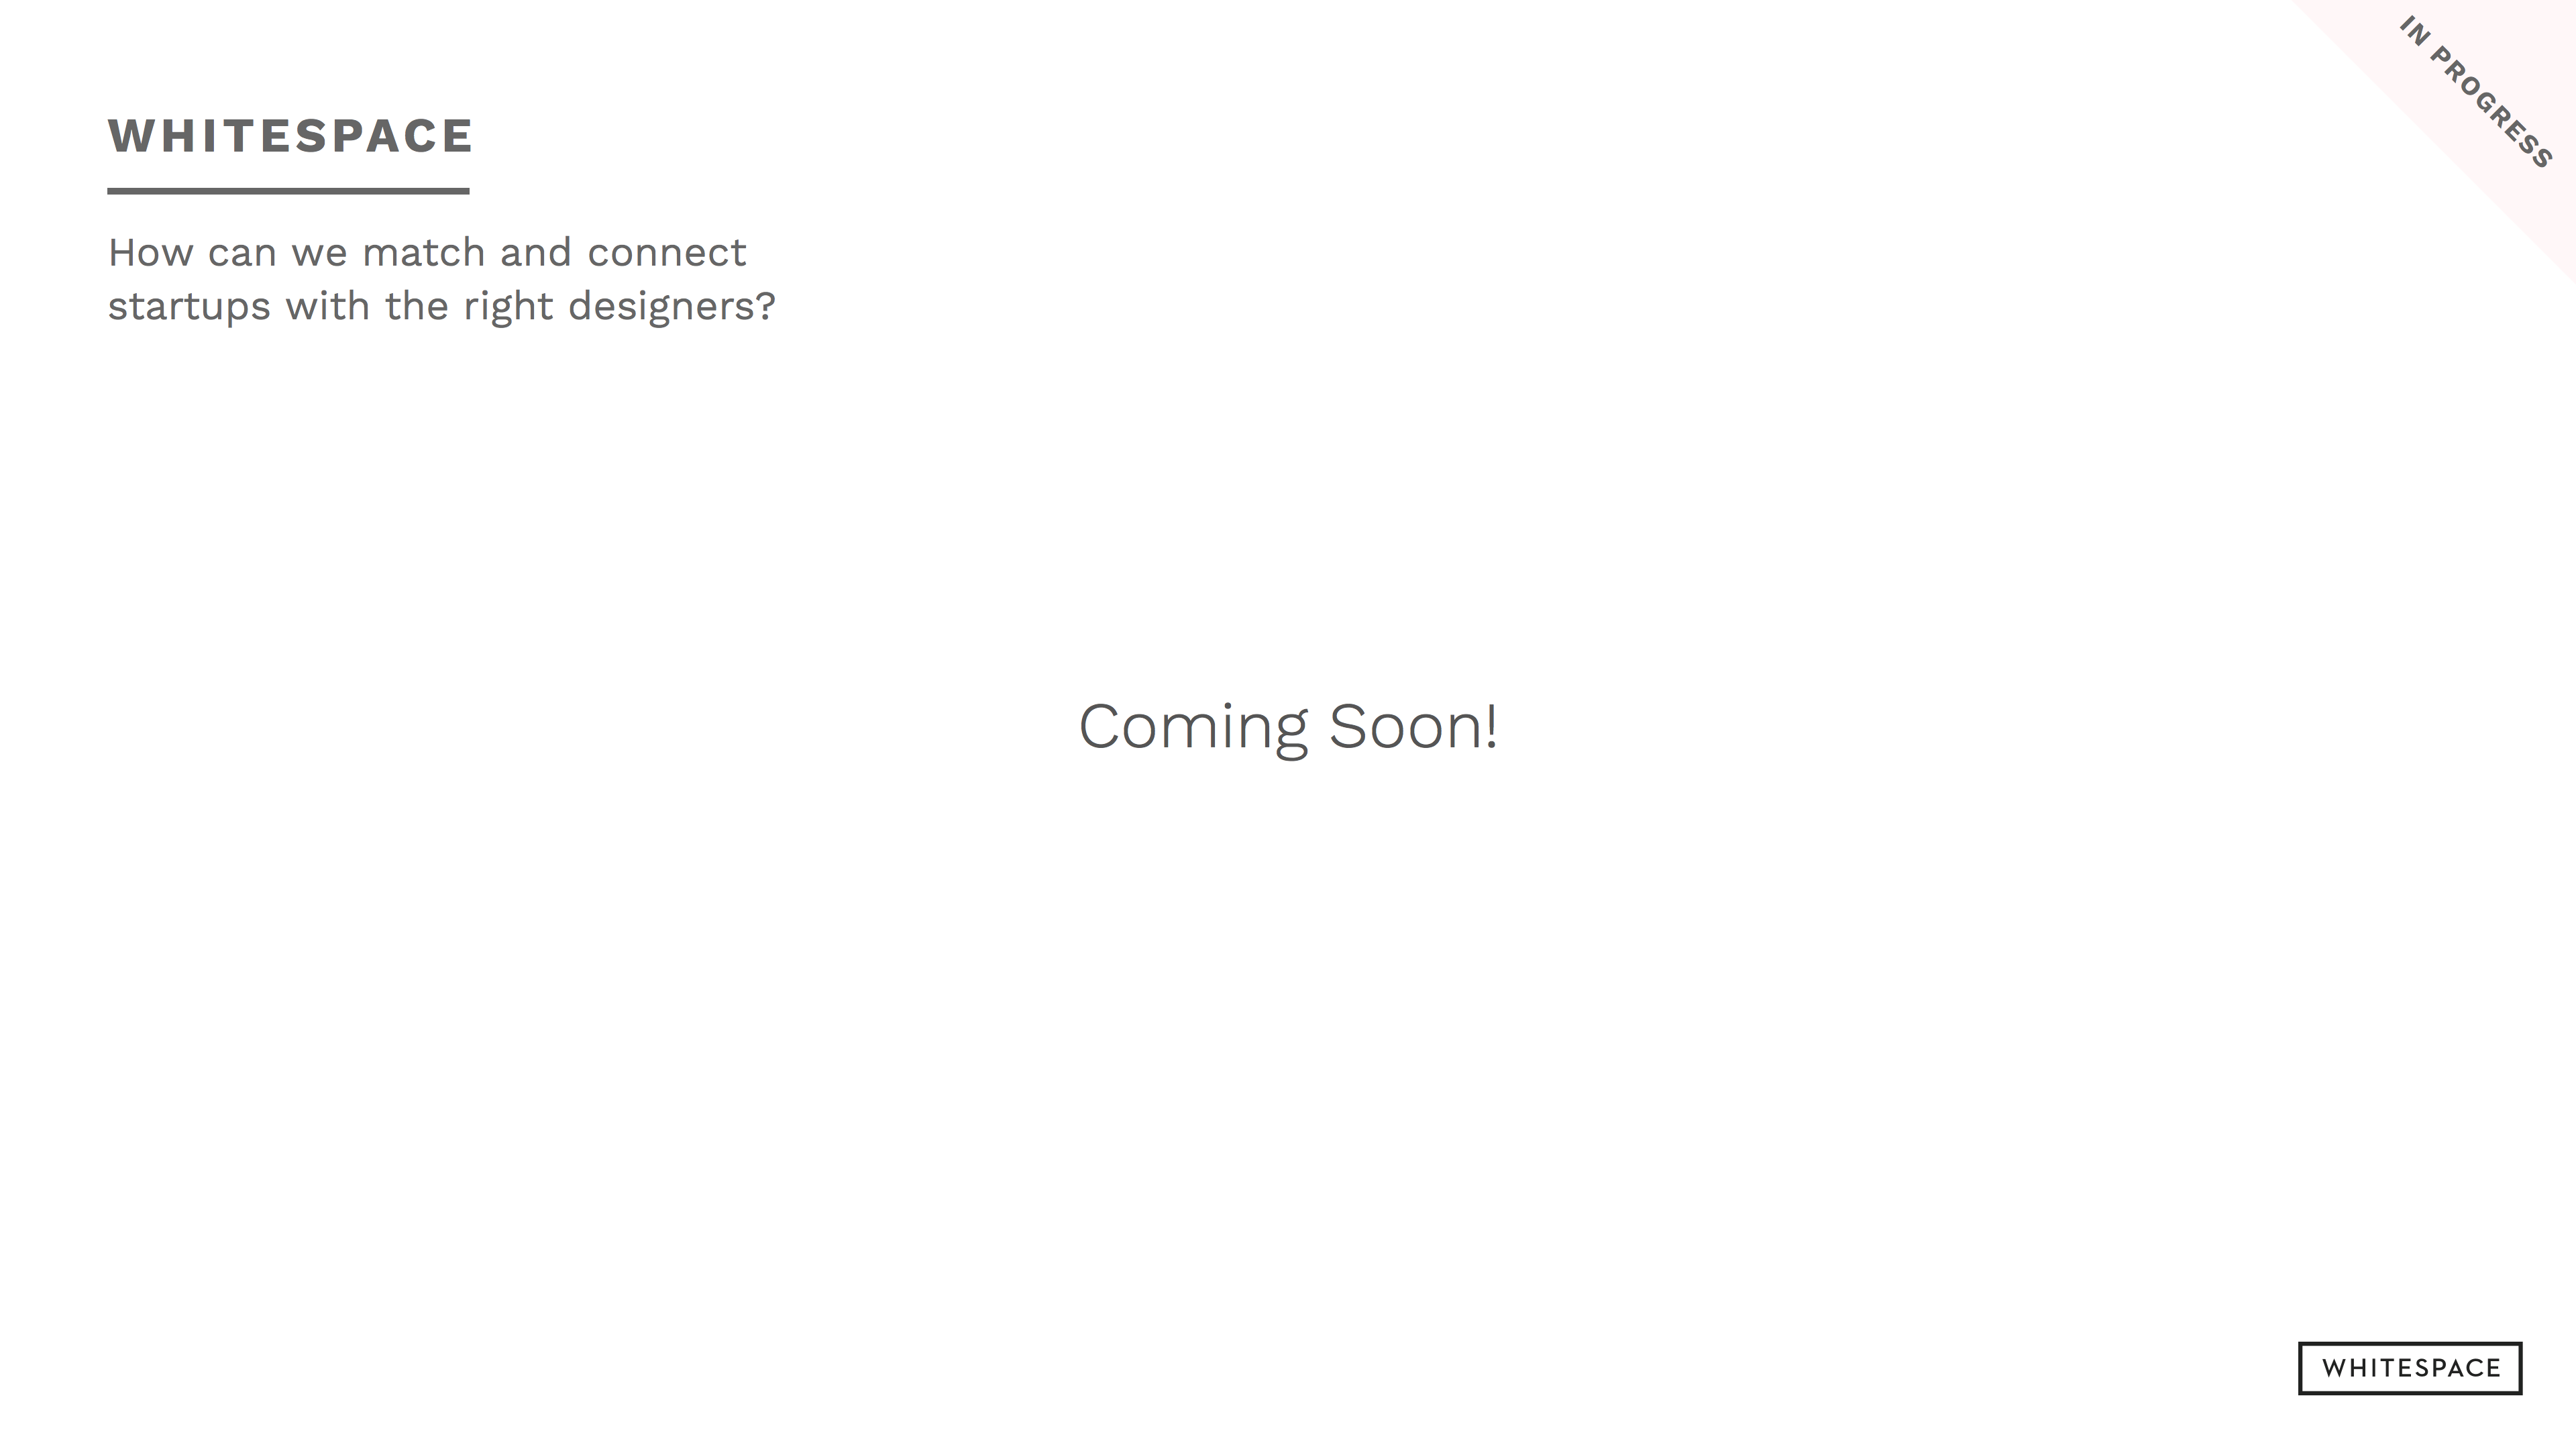 IN PROGRESS
WHITESPACE
How can we match and connect
startups with the right designers?
Coming Soon!
WHITESPACE